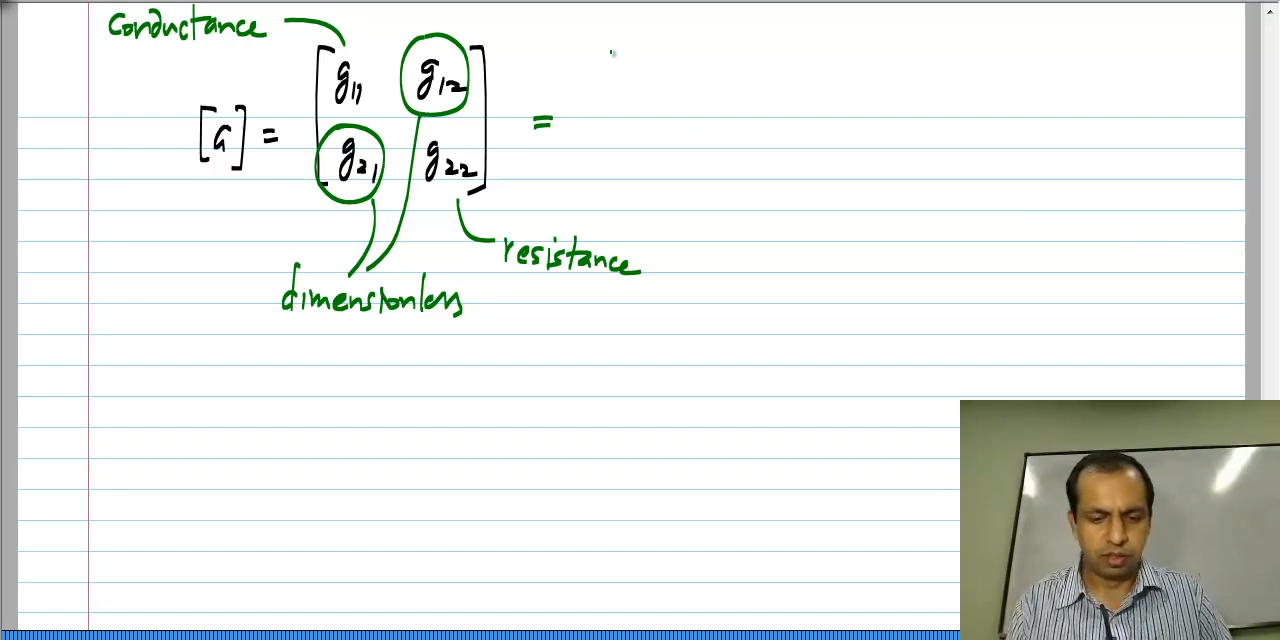 conductance
[G] = [ g11 g12
g21 g22 ] =
resistance
dimensionless